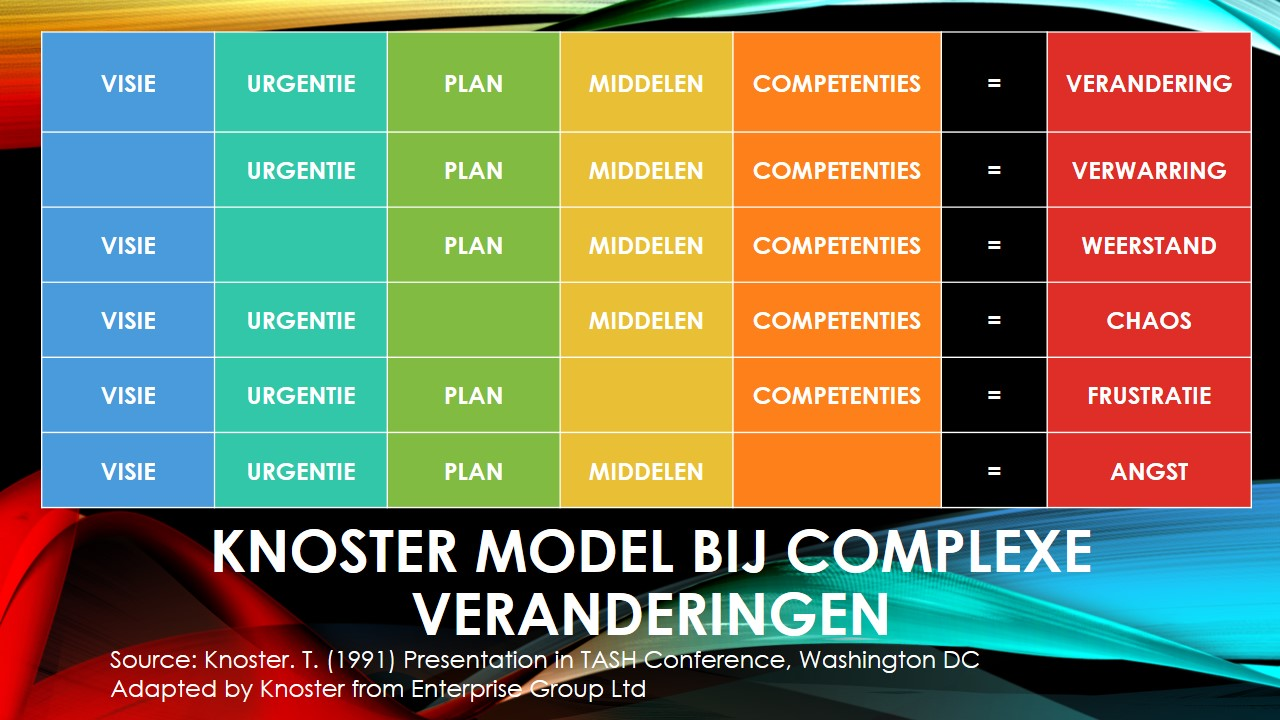 VISIE URGENTIE PLAN MIDDELEN COMPETENTIES = VERANDERING
URGENTIE PLAN MIDDELEN COMPETENTIES = VERWARRING
VISIE PLAN MIDDELEN COMPETENTIES = WEERSTAND
VISIE URGENTIE MIDDELEN COMPETENTIES = CHAOS
VISIE URGENTIE PLAN COMPETENTIES = FRUSTRATIE
VISIE URGENTIE PLAN MIDDELEN = ANGST
KNOSTER MODEL BIJ COMPLEXE
VERANDERINGEN
Source: Knoster. T. (1991) Presentation in TASH Conference, Washington DC
Adapted by Knoster from Enterprise Group Ltd